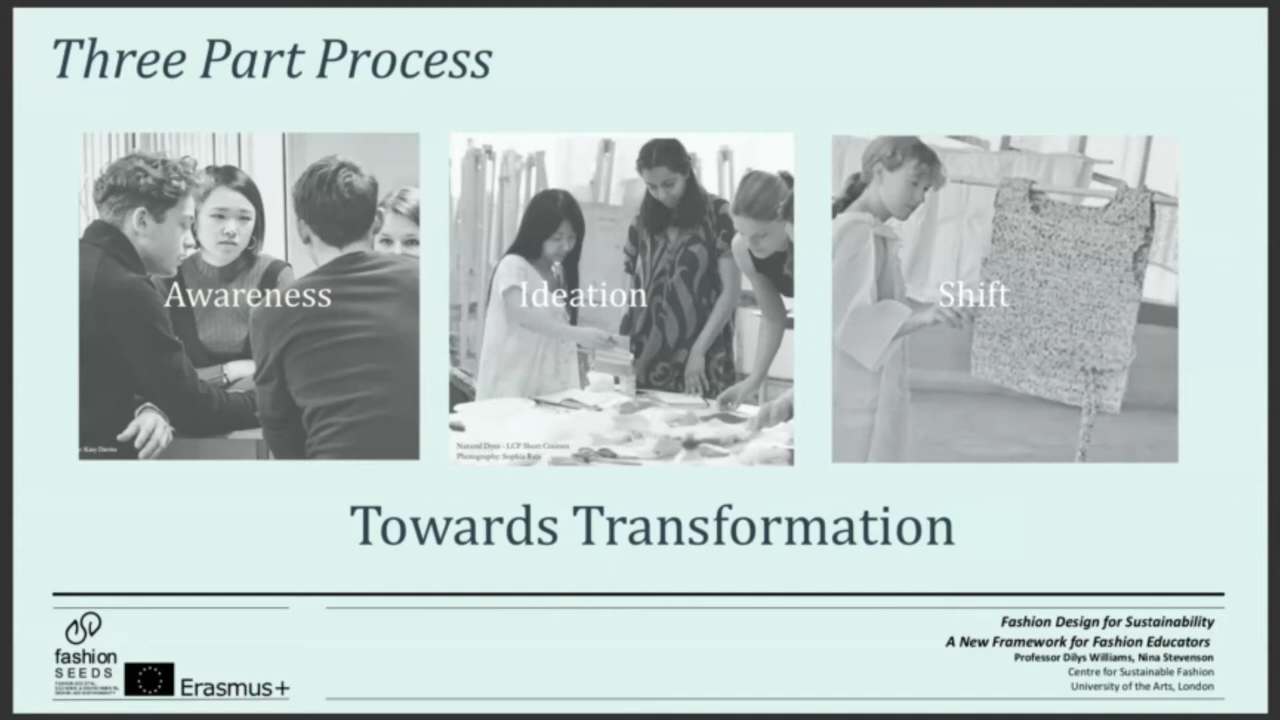 Three Part Process
Awareness
Ideation
Shift
Katy Davies
Natural Dyes - LCF Short Courses
Photography: Sophia
Towards Transformation
fashion
SEEDS
Erasmus+
Fashion Design for Sustainability
A New Framework for Fashion Educators
Professor Dilys Williams, Nina Stevenson
Centre for Sustainable Fashion
University of the Arts, London